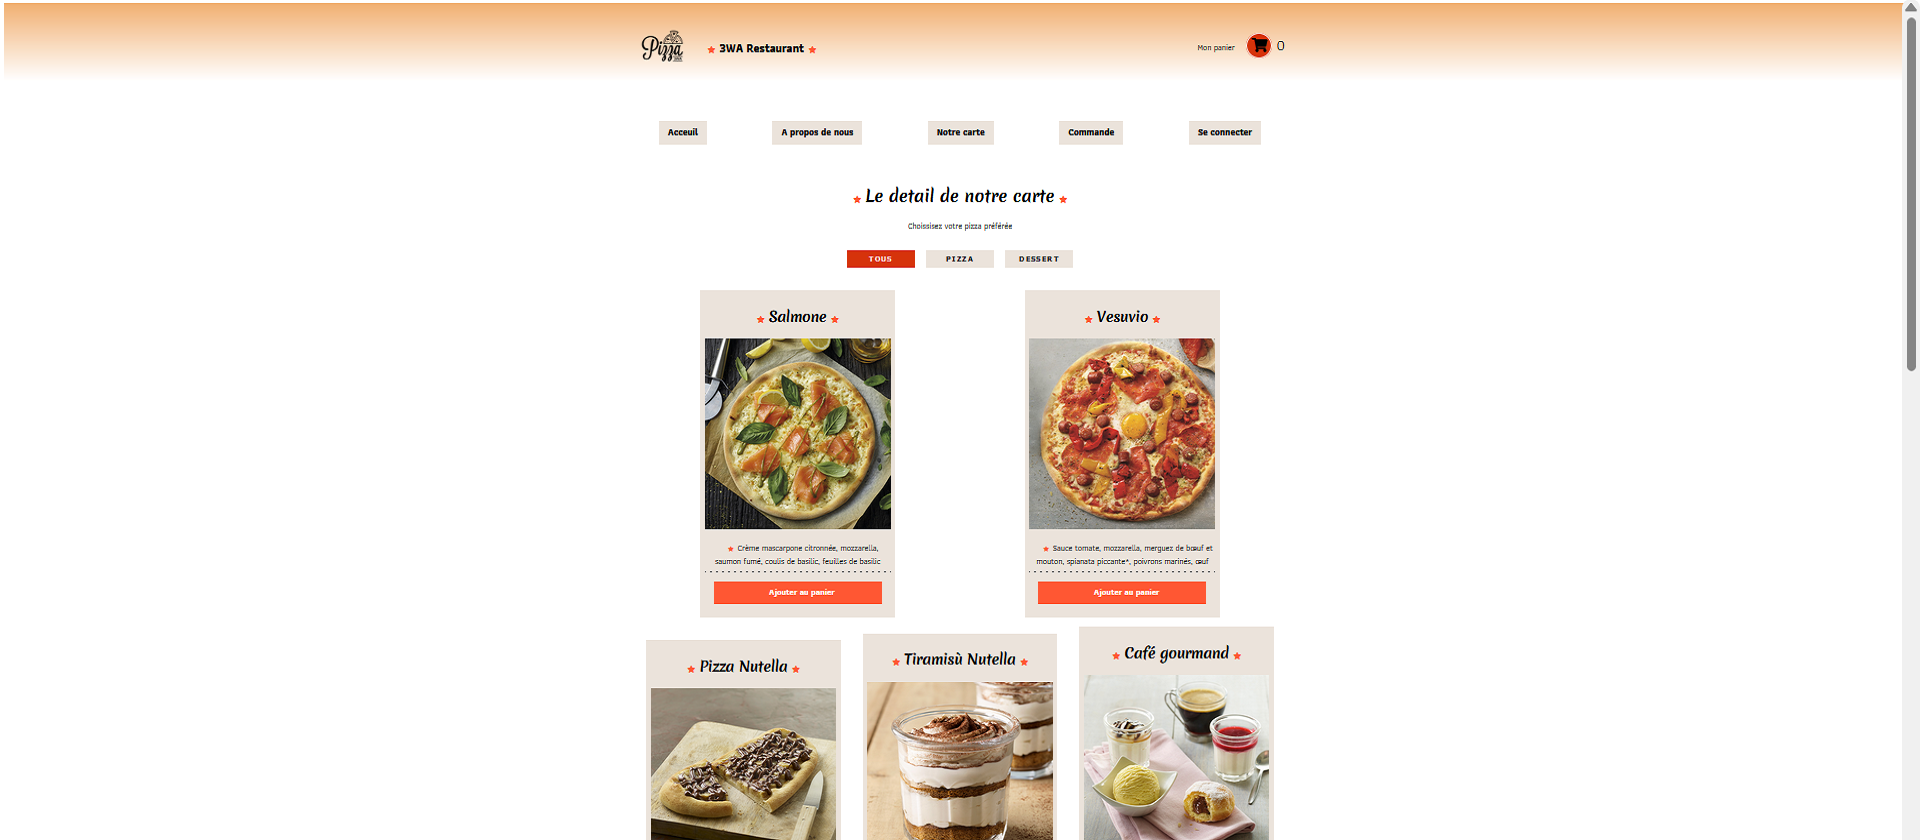 Pizza
3WA Restaurant
Mon panier
0
Acceuil
A propos de nous
Notre carte
Commande
Se connecter
Le detail de notre carte
Choississez votre pizza préférée
TOUS
PIZZA
DESSERT
Salmone
Vesuvio
Crème mascarpone citronnée, mozzarella,
saumon fumé, coulis de basilic, feuilles de basilic
Sauce tomate, mozzarella, merguez de bœuf et
mouton, spianata piccante*, poivrons marinés, œuf
Ajouter au panier
Ajouter au panier
Pizza Nutella
Tiramisù Nutella
Café gourmand